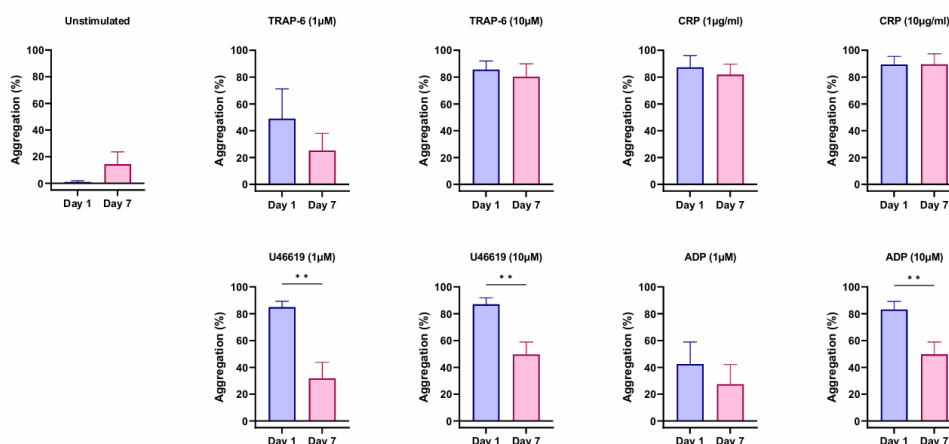 Unstimulated
TRAP-6 (1μM)
TRAP-6 (10μM)
CRP (1μg/ml)
CRP (10μg/ml)
Aggregation (%)
100
80
60
40
20
0
Day 1 Day 7
Aggregation (%)
100
80
60
40
20
0
Day 1 Day 7
Aggregation (%)
100
80
60
40
20
0
Day 1 Day 7
Aggregation (%)
100
80
60
40
20
0
Day 1 Day 7
Aggregation (%)
100
80
60
40
20
0
Day 1 Day 7
U46619 (1μM)
U46619 (10μM)
ADP (1μM)
ADP (10μM)
**
Aggregation (%)
100
80
60
40
20
0
Day 1 Day 7
**
Aggregation (%)
100
80
60
40
20
0
Day 1 Day 7
Aggregation (%)
100
80
60
40
20
0
Day 1 Day 7
**
Aggregation (%)
100
80
60
40
20
0
Day 1 Day 7